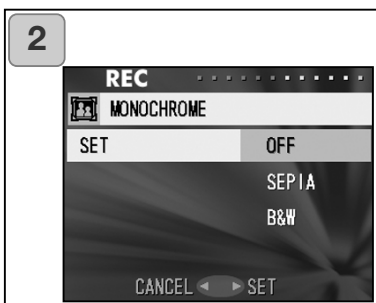 2
REC
MONOCHROME
SET OFF
SEPIA
B&W
CANCEL SET